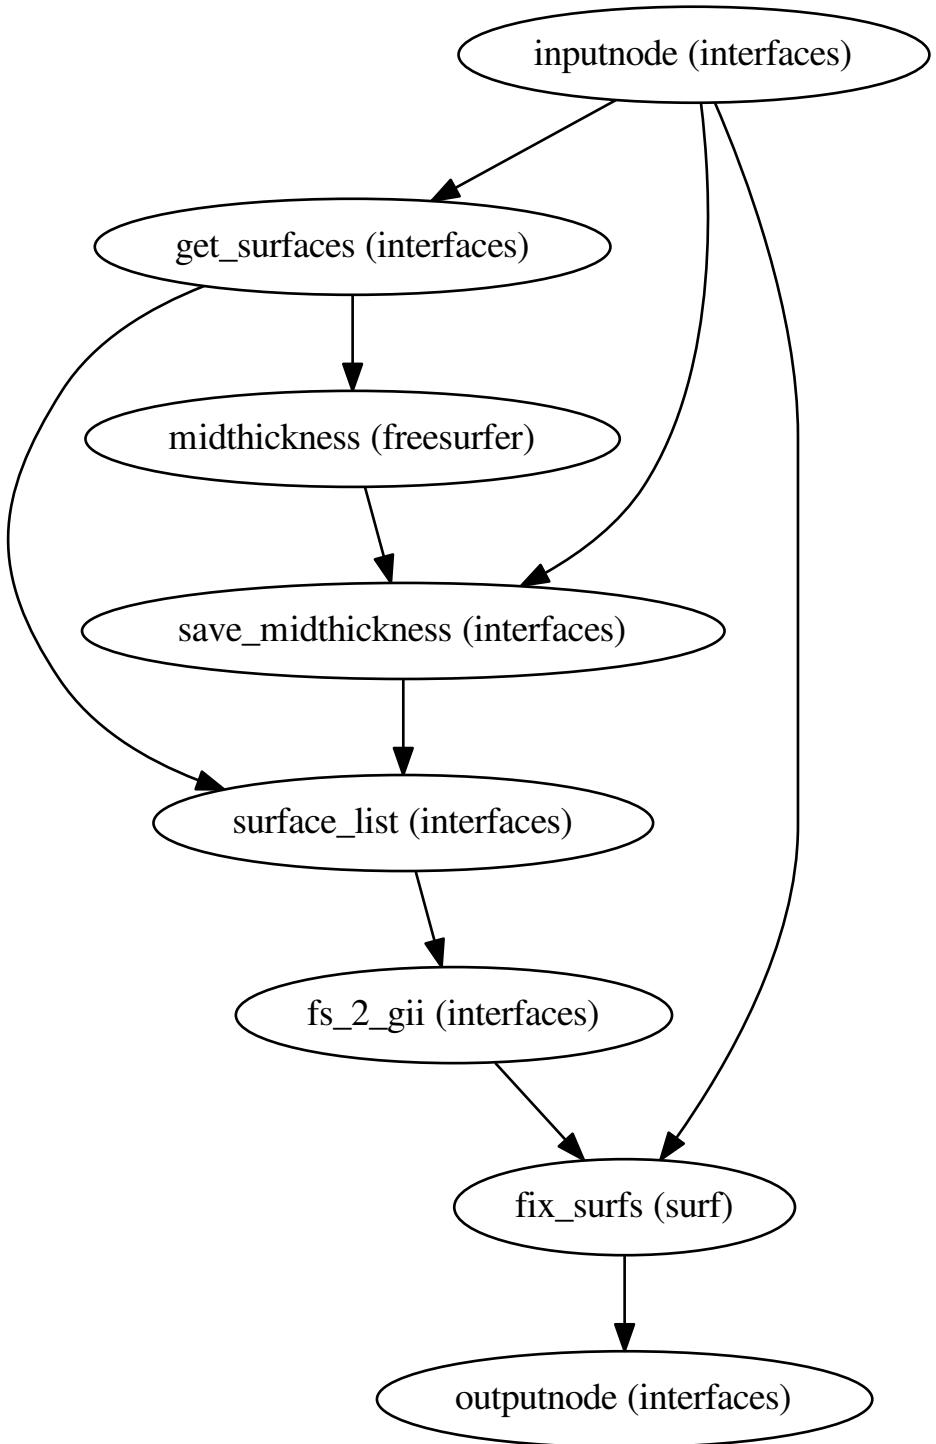 inputnode (interfaces)
get_surfaces (interfaces)
midthickness (freesurfer)
save_midthickness (interfaces)
surface_list (interfaces)
fs_2_gii (interfaces)
fix_surfs (surf)
outputnode (interfaces)